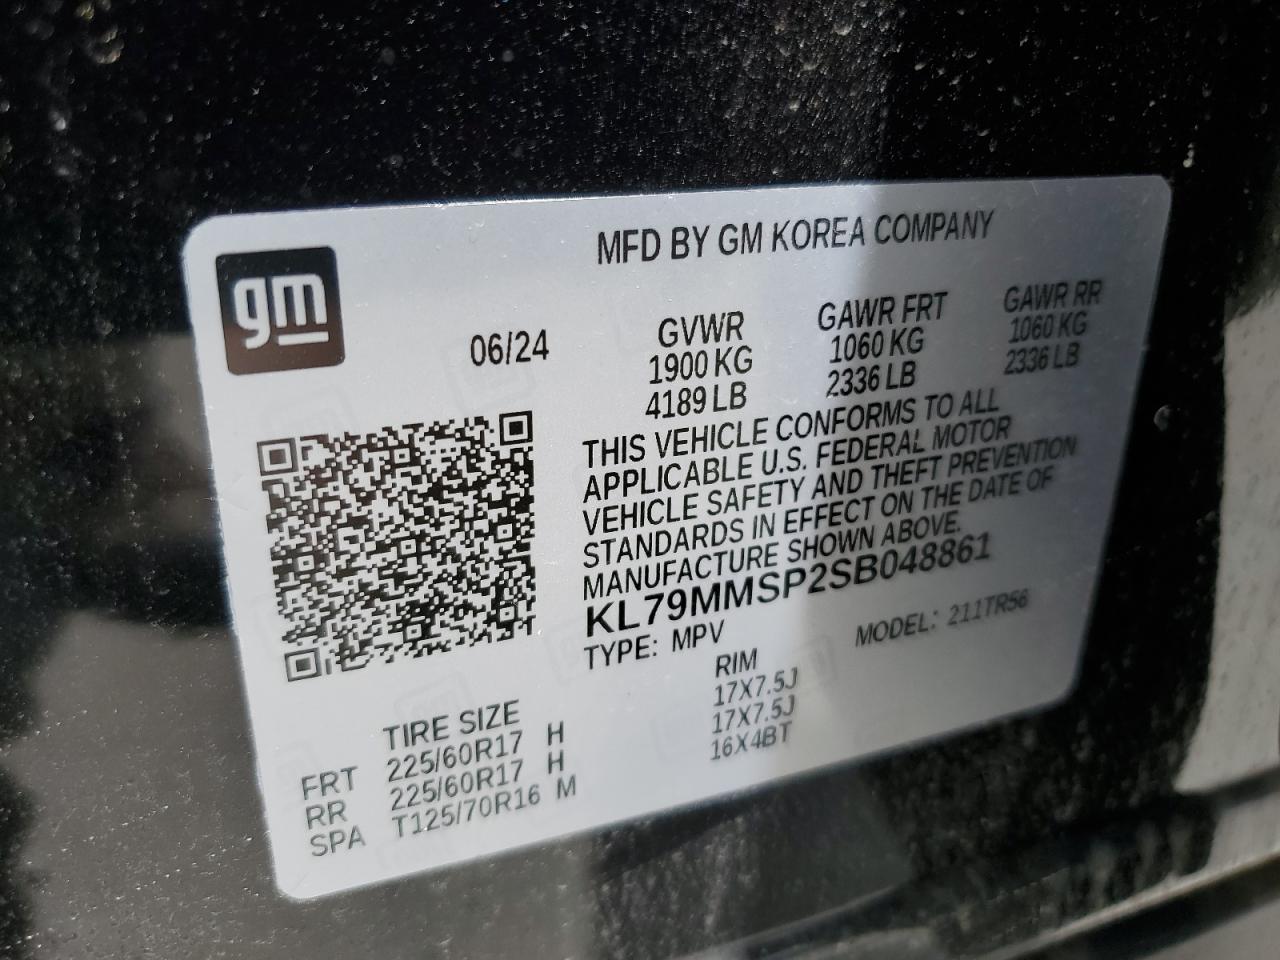 MFD BY GM KOREA COMPANY
gm
06/24
GVWR GAWR FRT GAWR RR
1900 KG 1060 KG 1060 KG
4189 LB 2336 LB 2336 LB
THIS VEHICLE CONFORMS TO ALL
APPLICABLE U.S. FEDERAL MOTOR
VEHICLE SAFETY AND THEFT PREVENTION
STANDARDS IN EFFECT ON THE DATE OF
MANUFACTURE SHOWN ABOVE.
KL79MMSP2SB048861
TYPE: MPV MODEL: 211TR56
TIRE SIZE RIM
FRT 225/60R17 H 17X7.5J
RR 225/60R17 H 17X7.5J
SPA T125/70R16 M 16X4BT